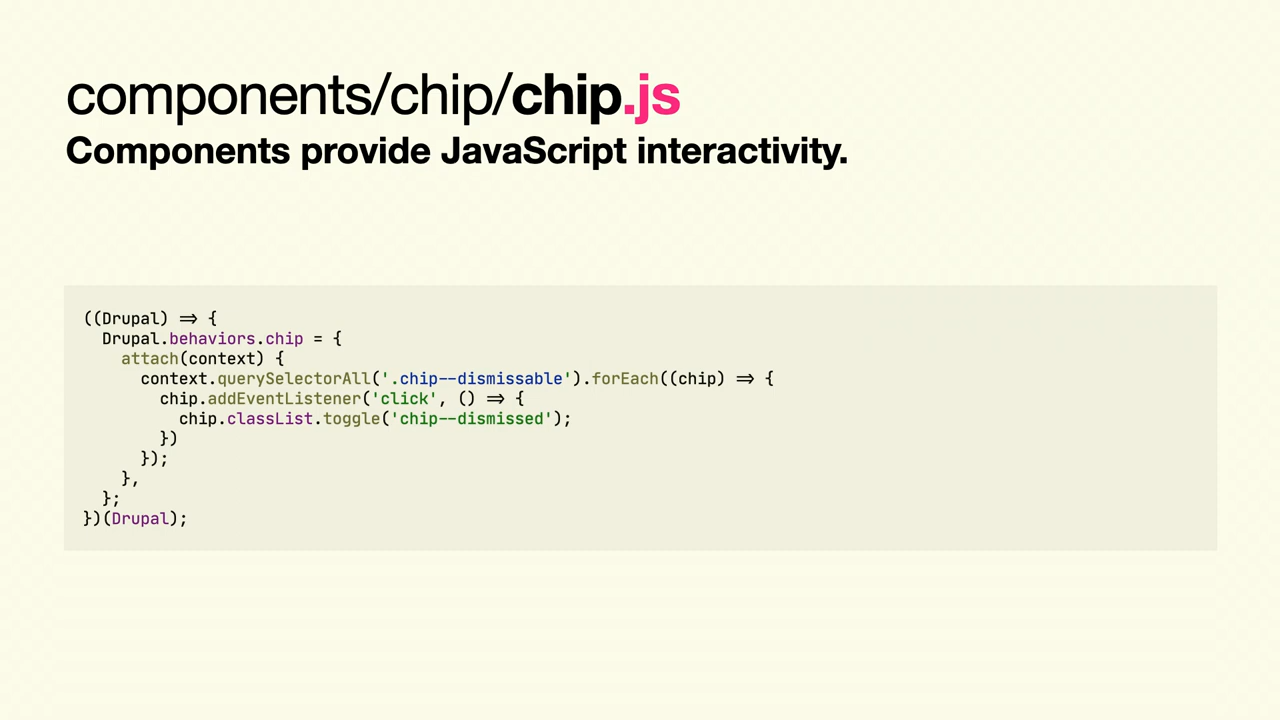 components/chip/chip.js
Components provide JavaScript interactivity.
((Drupal) => {
  Drupal.behaviors.chip = {
    attach(context) {
      context.querySelectorAll('.chip--dismissable').forEach((chip) => {
        chip.addEventListener('click', () => {
          chip.classList.toggle('chip--dismissed');
        })
      });
    },
  };
})(Drupal);